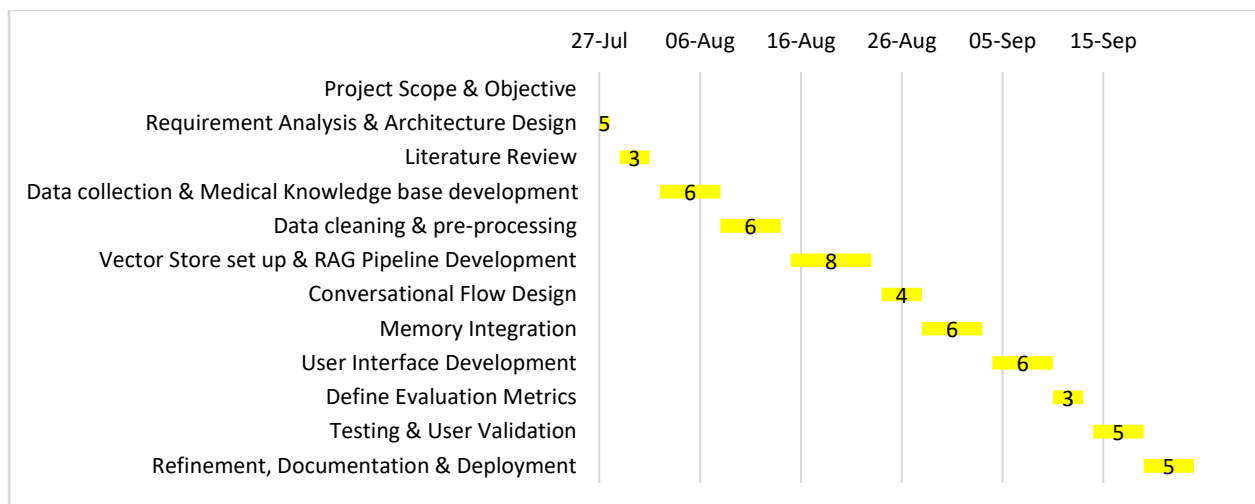 27-Jul 06-Aug 16-Aug 26-Aug 05-Sep 15-Sep
Project Scope & Objective
Requirement Analysis & Architecture Design 5
Literature Review 3
Data collection & Medical Knowledge base development 6
Data cleaning & pre-processing 6
Vector Store set up & RAG Pipeline Development 8
Conversational Flow Design 4
Memory Integration 6
User Interface Development 6
Define Evaluation Metrics 3
Testing & User Validation 5
Refinement, Documentation & Deployment 5